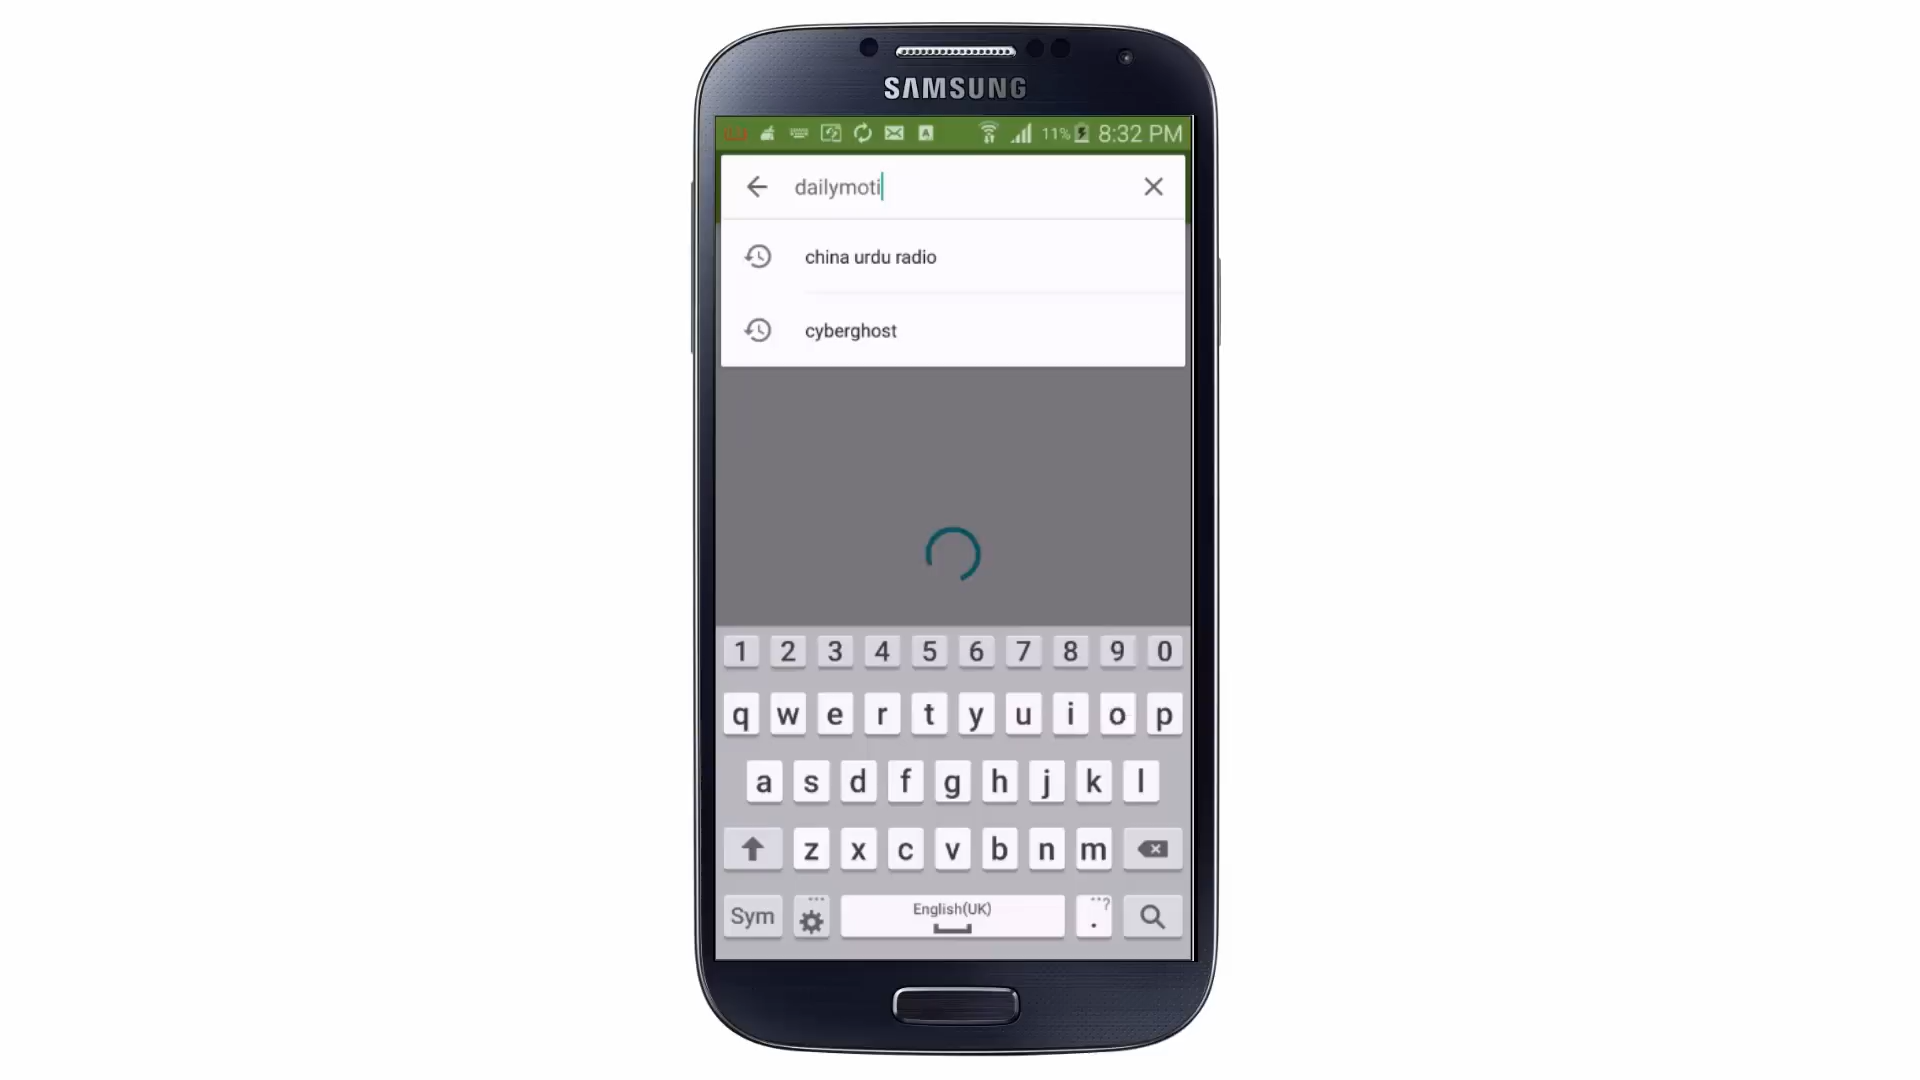 SAMSUNG
11% 8:32 PM
dailymoti
china urdu radio
cyberghost
1 2 3 4 5 6 7 8 9 0
q w e r t y u i o p
a s d f g h j k l
z x c v b n m
Sym English(UK) . ...?